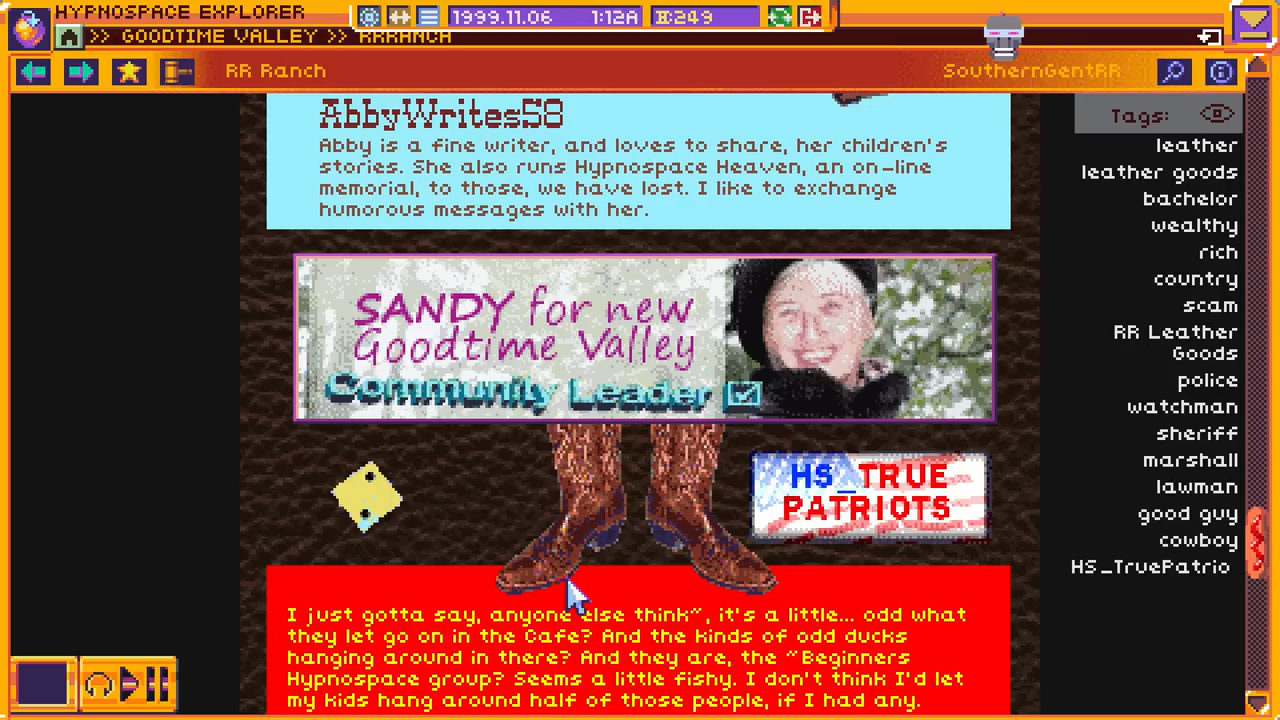 HYPNOSPACE EXPLORER
1999.11.06 1:12A
249
>> GOODTIME VALLEY >> RRRANCH
RR Ranch
SouthernGentRR
AbbyWrites58
Abby is a fine writer, and loves to share, her children's
stories. She also runs Hypnospace Heaven, an on-line
memorial, to those, we have lost. I like to exchange
humorous messages with her.
SANDY for new
Goodtime Valley
Community Leader
HS_TRUE
PATRIOTS
I just gotta say, anyone else think~, it's a little... odd what
they let go on in the Cafe? And the kinds of odd ducks
hanging around in there? And they are, the ~Beginners
Hypnospace group? Seems a little fishy. I don't think I'd let
my kids hang around half of those people, if I had any.
Tags:
leather
leather goods
bachelor
wealthy
rich
country
scam
RR Leather
Goods
police
watchman
sheriff
marshall
lawman
good guy
cowboy
HS_TruePatrio